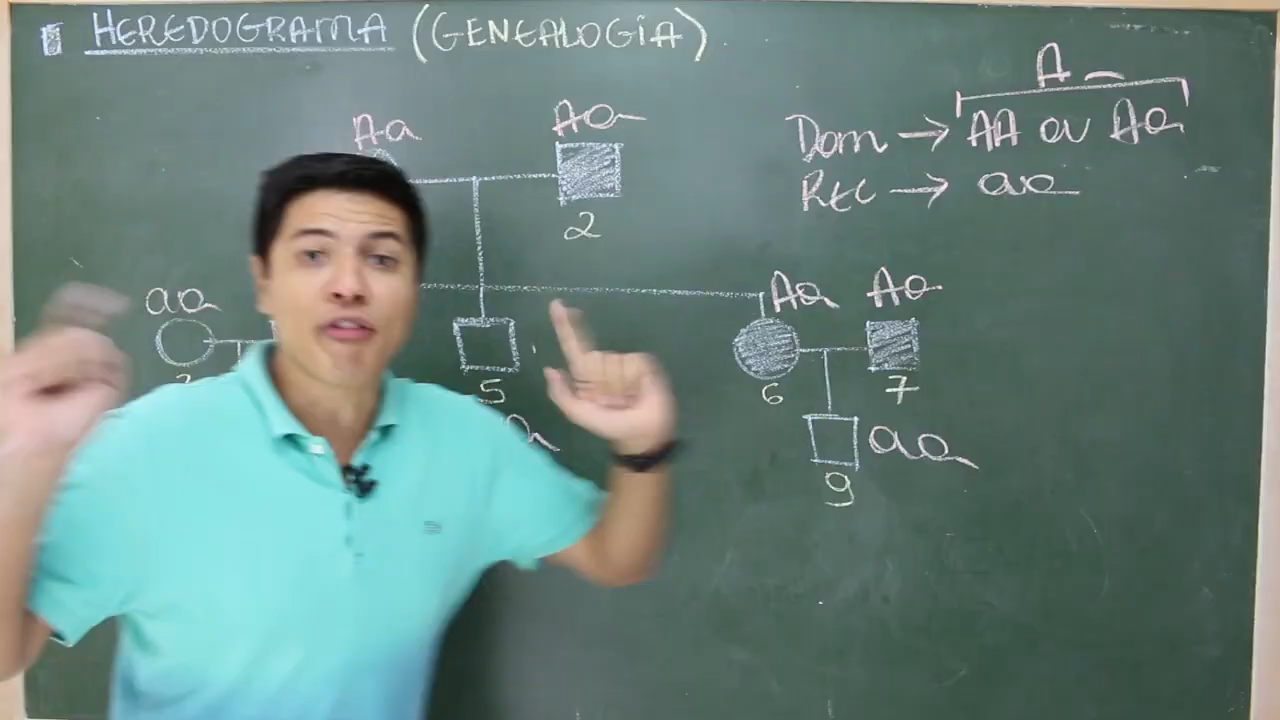 HEREDOGRAMA (GENEALOGIA)
A_
Dom → AA ou Aa
REC → aa
Aa Aa
2
aa
Aa Aa
5
6 7
aa
9